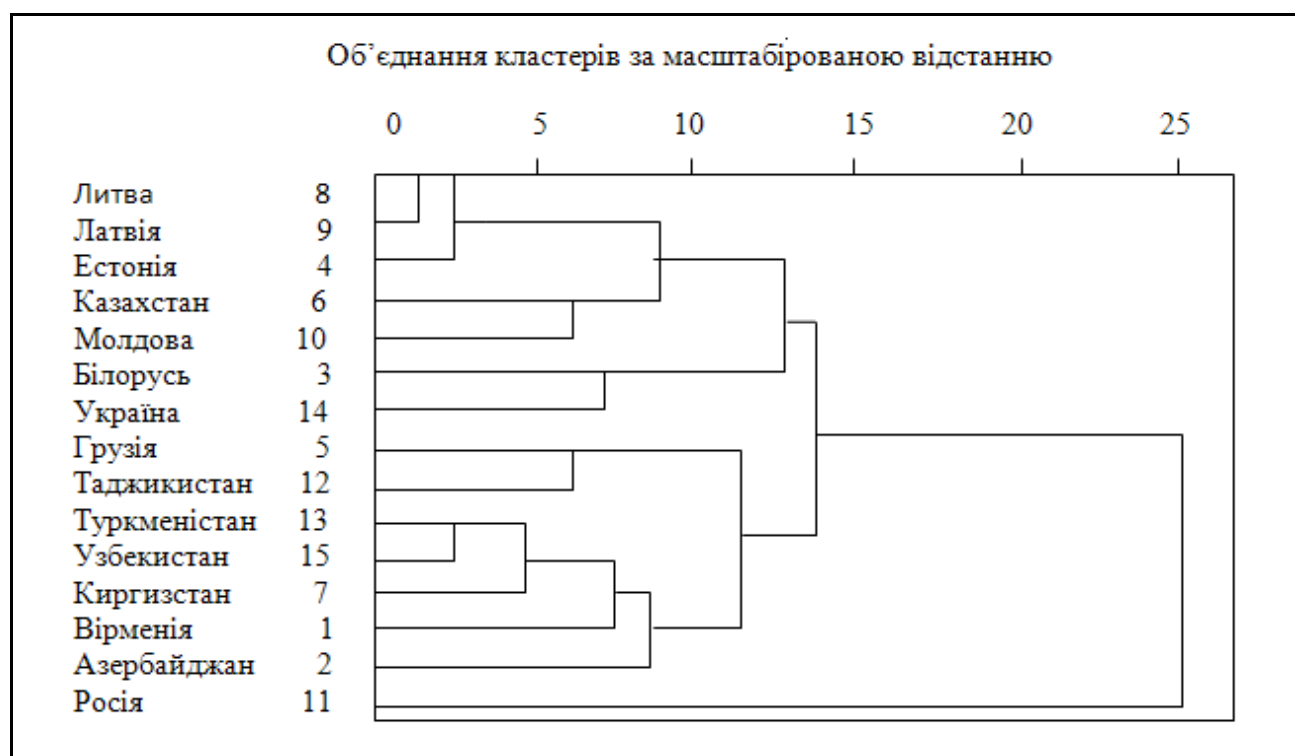 Об’єднання кластерів за масштабірованою відстанню
0 5 10 15 20 25
Литва 8
Латвія 9
Естонія 4
Казахстан 6
Молдова 10
Білорусь 3
Україна 14
Грузія 5
Таджикистан 12
Туркменістан 13
Узбекистан 15
Киргизстан 7
Вірменія 1
Азербайджан 2
Росія 11